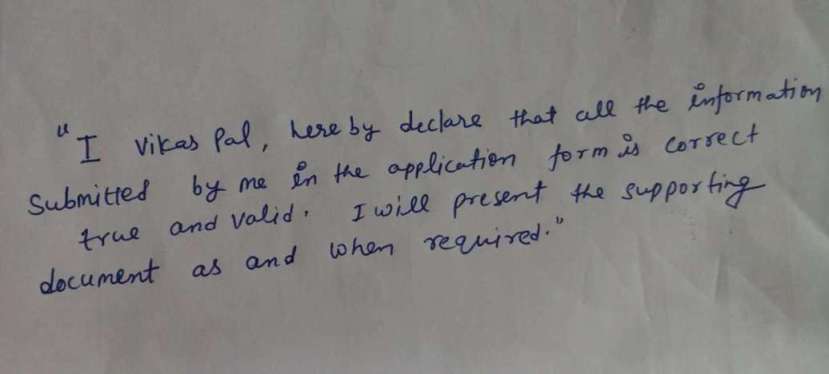 "I Vikas Pal, here by declare that all the information
Submitted by me in the application form is correct
true and valid. I will present the supporting
document as and when required."